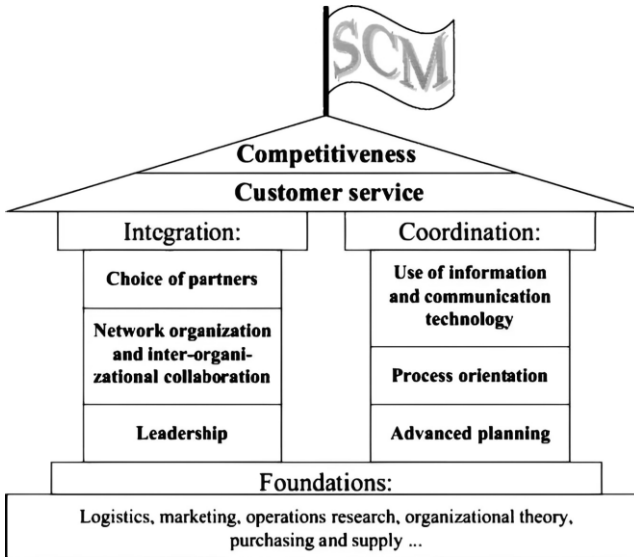 SCM
Competitiveness
Customer service
Integration:
Choice of partners
Network organization
and inter-organi-
zational collaboration
Leadership
Coordination:
Use of information
and communication
technology
Process orientation
Advanced planning
Foundations:
Logistics, marketing, operations research, organizational theory,
purchasing and supply ...